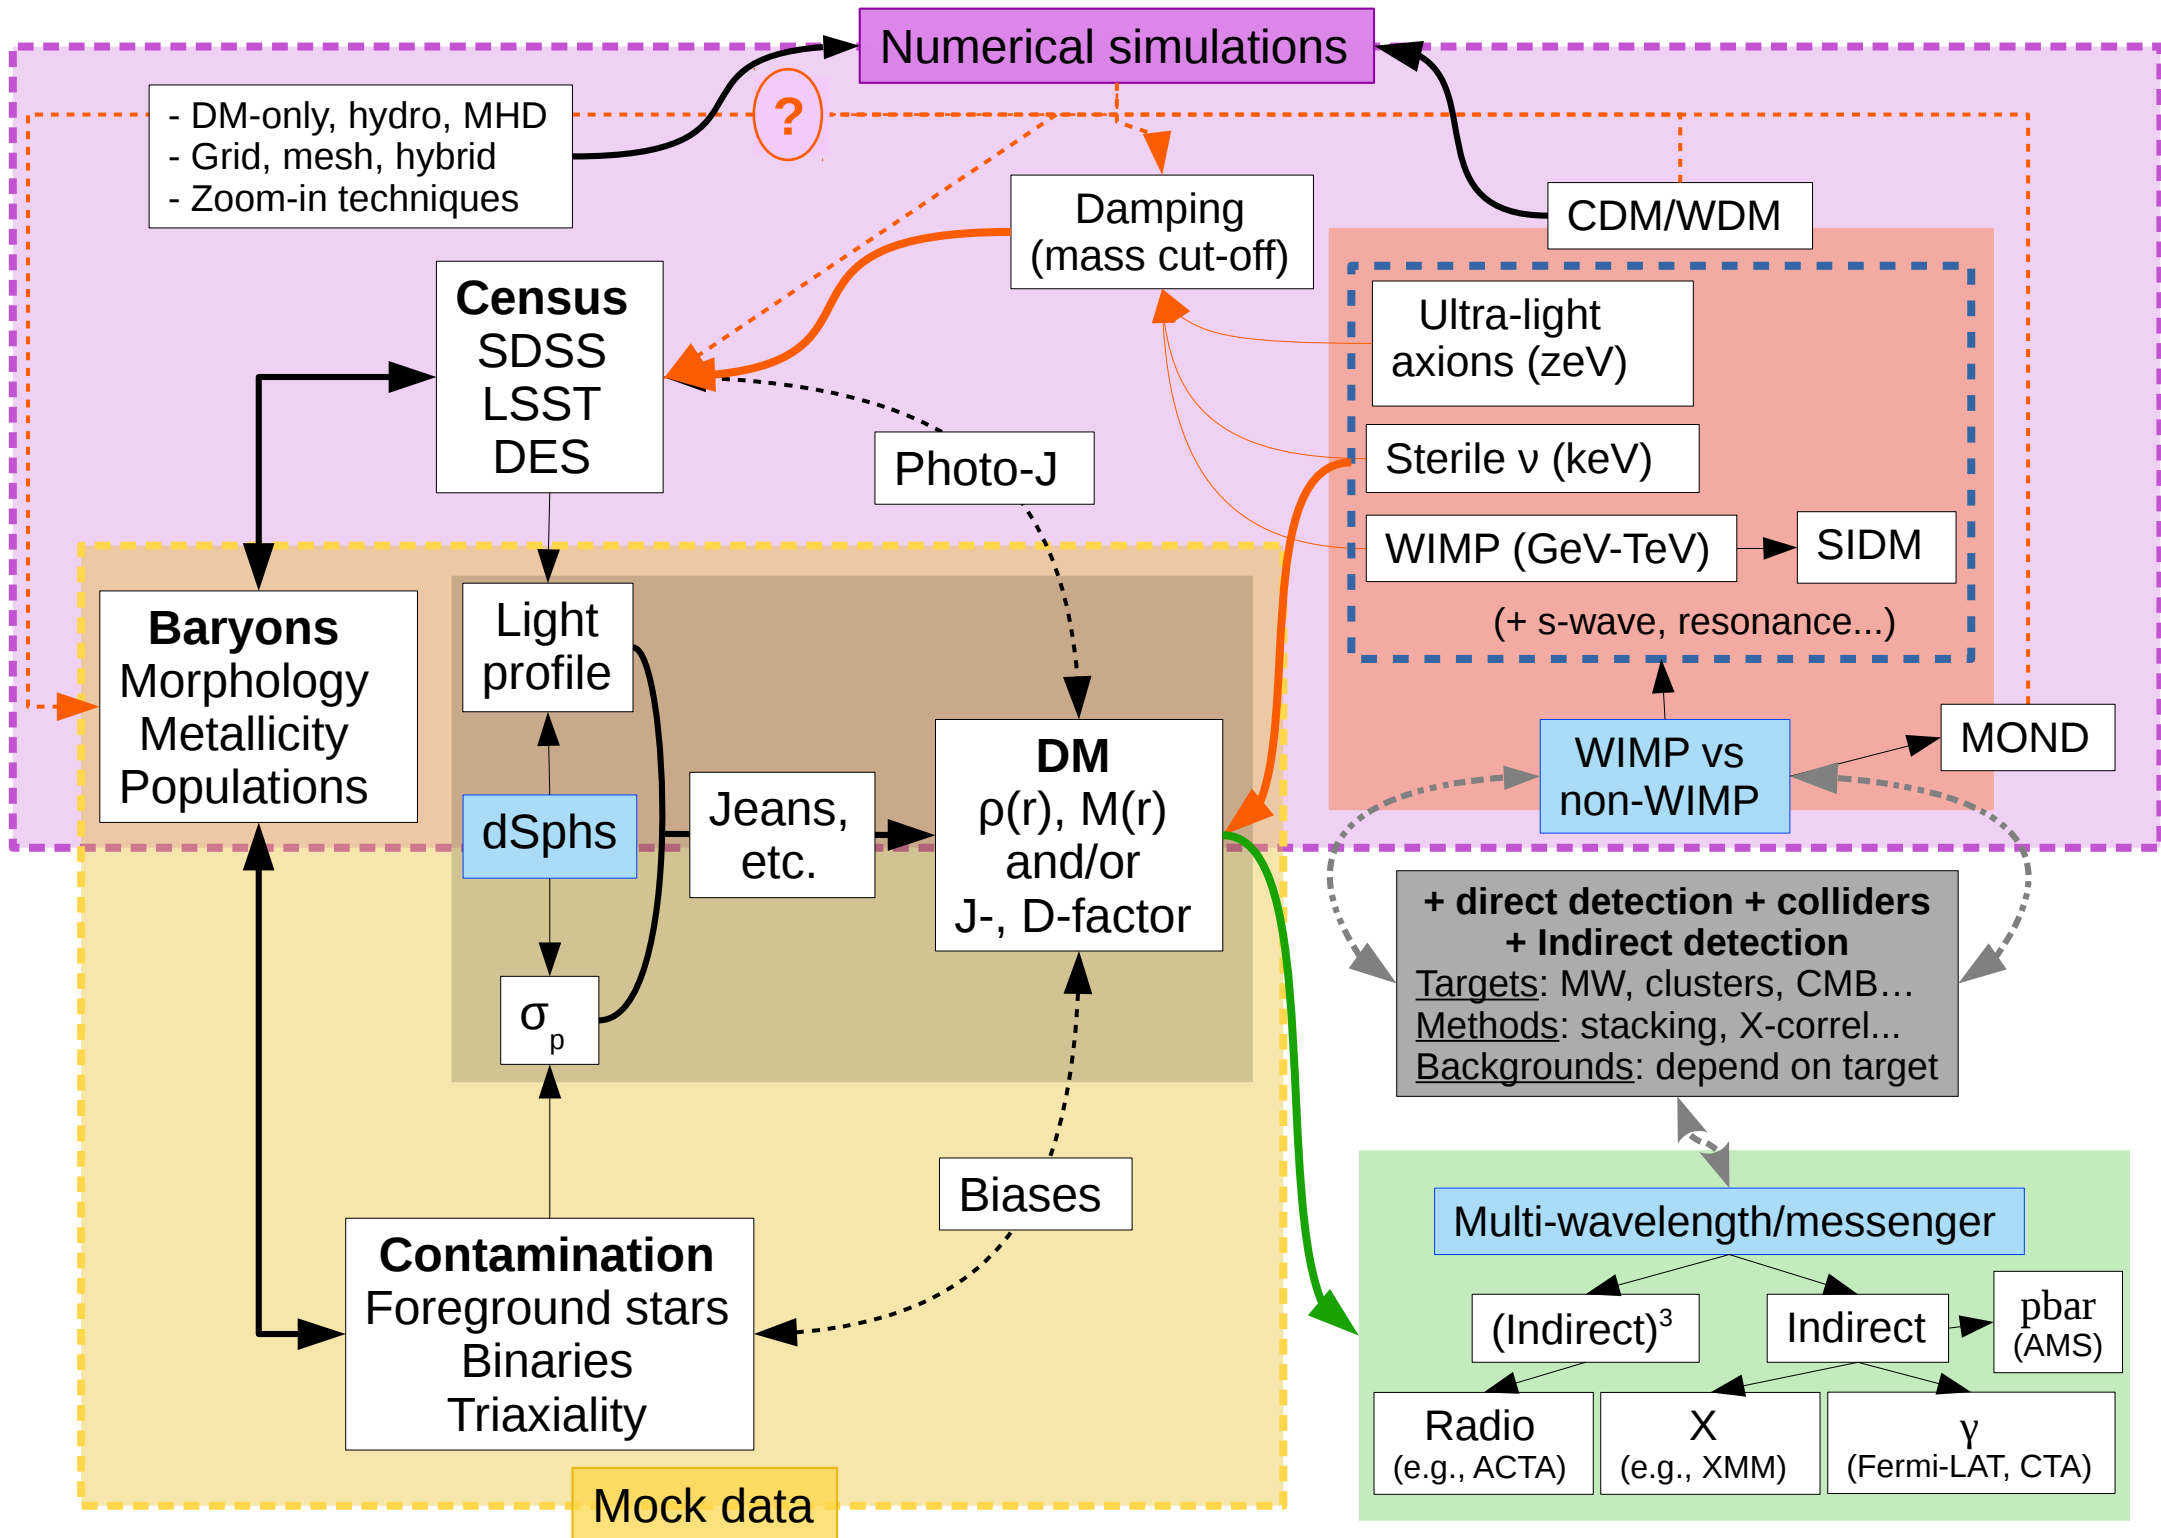 Numerical simulations
- DM-only, hydro, MHD
- Grid, mesh, hybrid
- Zoom-in techniques
?
Damping
(mass cut-off)
CDM/WDM
Census
SDSS
LSST
DES
Ultra-light
axions (zeV)
Photo-J
Sterile ν (keV)
WIMP (GeV-TeV)
SIDM
(+ s-wave, resonance...)
Baryons
Morphology
Metallicity
Populations
Light
profile
dSphs
σp
Jeans,
etc.
DM
ρ(r), M(r)
and/or
J-, D-factor
WIMP vs
non-WIMP
MOND
+ direct detection + colliders
+ Indirect detection
Targets: MW, clusters, CMB…
Methods: stacking, X-correl...
Backgrounds: depend on target
Biases
Contamination
Foreground stars
Binaries
Triaxiality
Mock data
Multi-wavelength/messenger
(Indirect)³
Indirect
pbar
(AMS)
Radio
(e.g., ACTA)
X
(e.g., XMM)
γ
(Fermi-LAT, CTA)